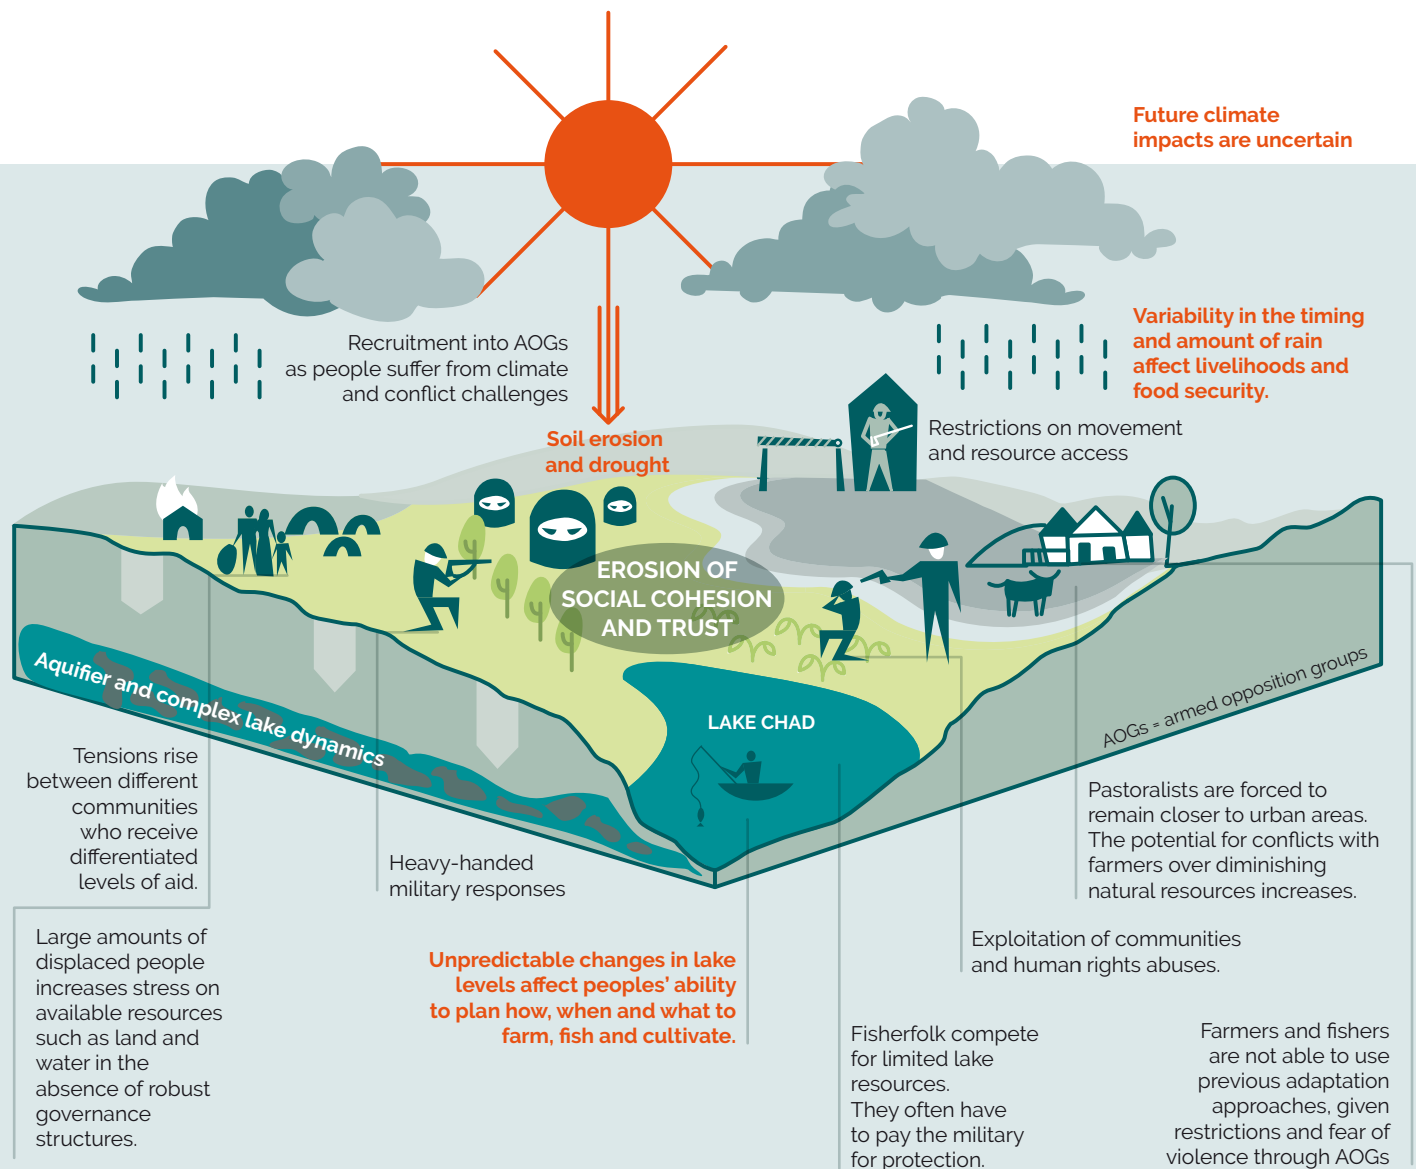 Future climate
impacts are uncertain
Variability in the timing
and amount of rain
affect livelihoods and
food security.
Recruitment into AOGs
as people suffer from climate
and conflict challenges
Soil erosion
and drought
Restrictions on movement
and resource access
EROSION OF
SOCIAL COHESION
AND TRUST
Aquifier and complex lake dynamics
LAKE CHAD
AOGs = armed opposition groups
Tensions rise
between different
communities
who receive
differentiated
levels of aid.
Large amounts of
displaced people
increases stress on
available resources
such as land and
water in the
absence of robust
governance
structures.
Heavy-handed
military responses
Unpredictable changes in lake
levels affect peoples’ ability
to plan how, when and what to
farm, fish and cultivate.
Pastoralists are forced to
remain closer to urban areas.
The potential for conflicts with
farmers over diminishing
natural resources increases.
Exploitation of communities
and human rights abuses.
Fisherfolk compete
for limited lake
resources.
They often have
to pay the military
for protection.
Farmers and fishers
are not able to use
previous adaptation
approaches, given
restrictions and fear of
violence through AOGs